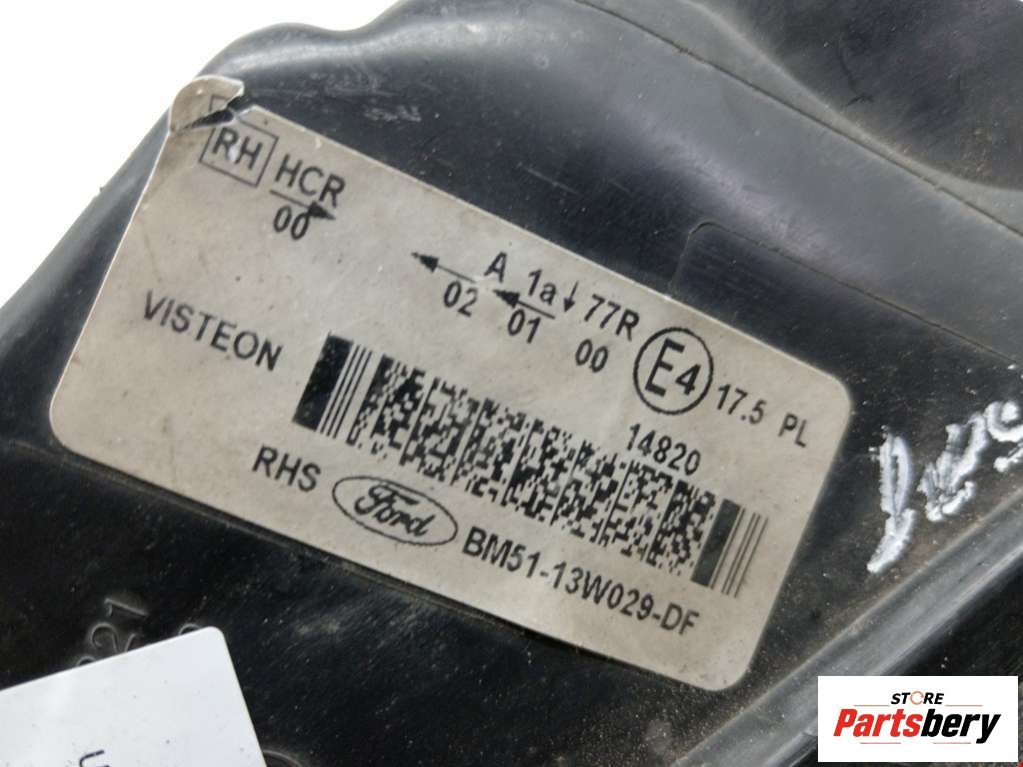 RH HCR
00
A 1a 77R
02 01 00
E4 17.5 PL
14820
VISTEON
RHS Ford BM51-13W029-DF
221
STORE
Partsbery